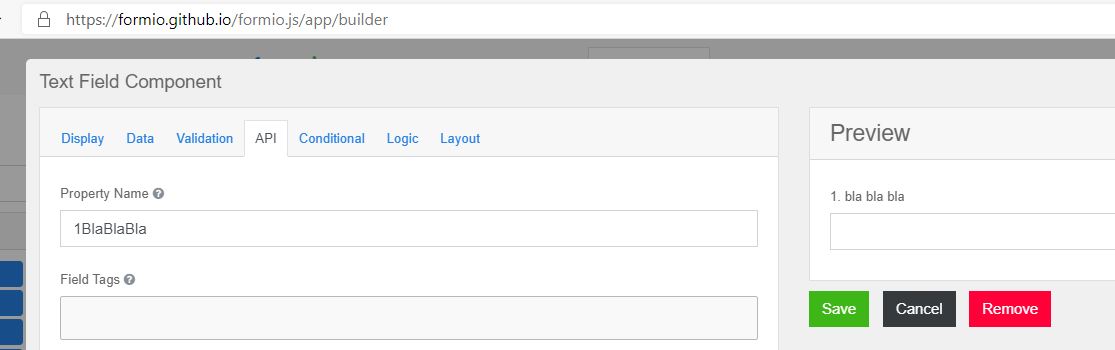 https://formio.github.io/formio.js/app/builder
Text Field Component
Display Data Validation API Conditional Logic Layout
Preview
Property Name
1. bla bla bla
1BlaBlaBla
Field Tags
Save Cancel Remove